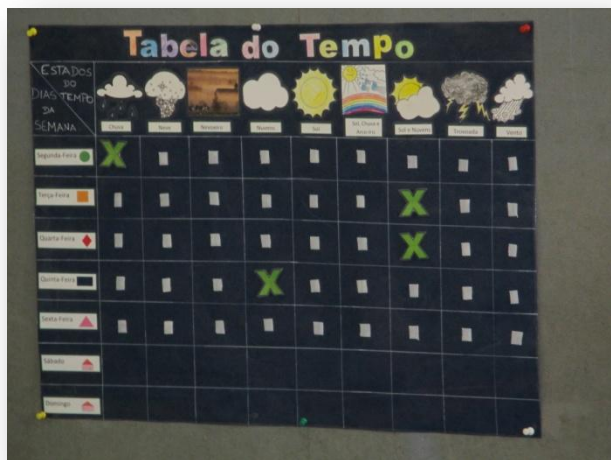 Tabela do Tempo
ESTADOS
DO
TEMPO
DIAS
DA
SEMANA
Chuva
Neve
Nevoeiro
Nuvens
Sol
Sol, Chuva e
Arco-Íris
Sol e Nuvens
Trovoada
Vento
Segunda-Feira
X
Terça-Feira
X
Quarta-Feira
X
Quinta-Feira
X
Sexta-Feira
Sábado
Domingo